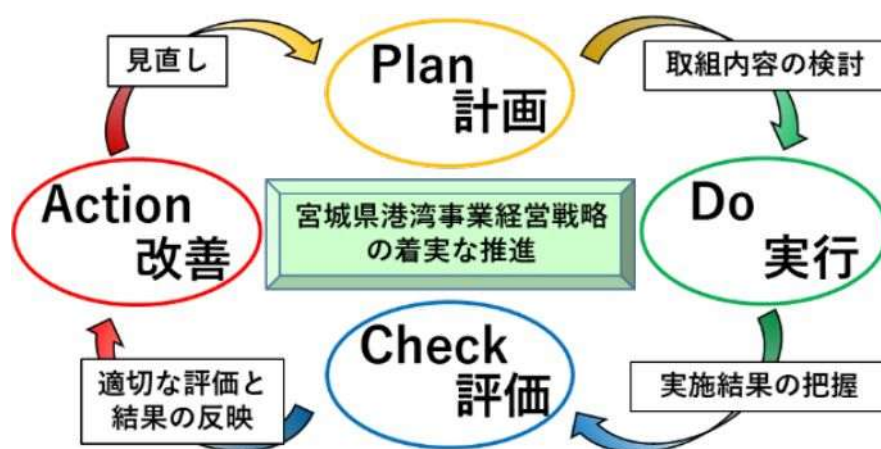 見直し
Plan
計画
取組内容の検討
Action
改善
宮城県港湾事業経営戦略
の着実な推進
Do
実行
Check
評価
適切な評価と
結果の反映
実施結果の把握